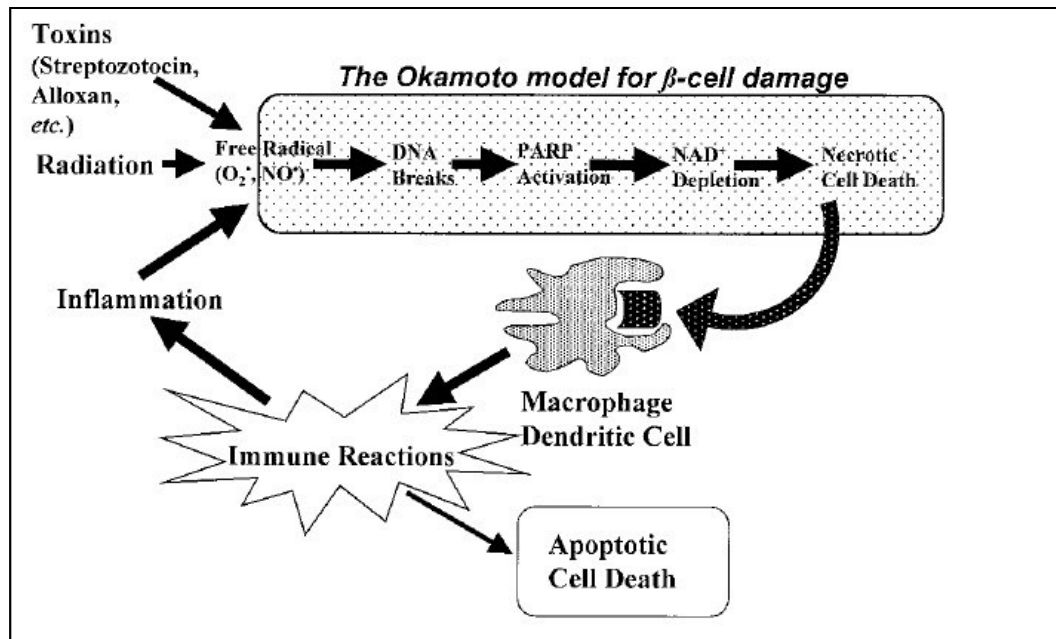 Toxins
(Streptozotocin,
Alloxan,
etc.)
Radiation
The Okamoto model for β-cell damage
Free Radical
(O₂•, NO•)
DNA
Breaks
PARP
Activation
NAD⁺
Depletion
Necrotic
Cell Death
Inflammation
Macrophage
Dendritic Cell
Immune Reactions
Apoptotic
Cell Death